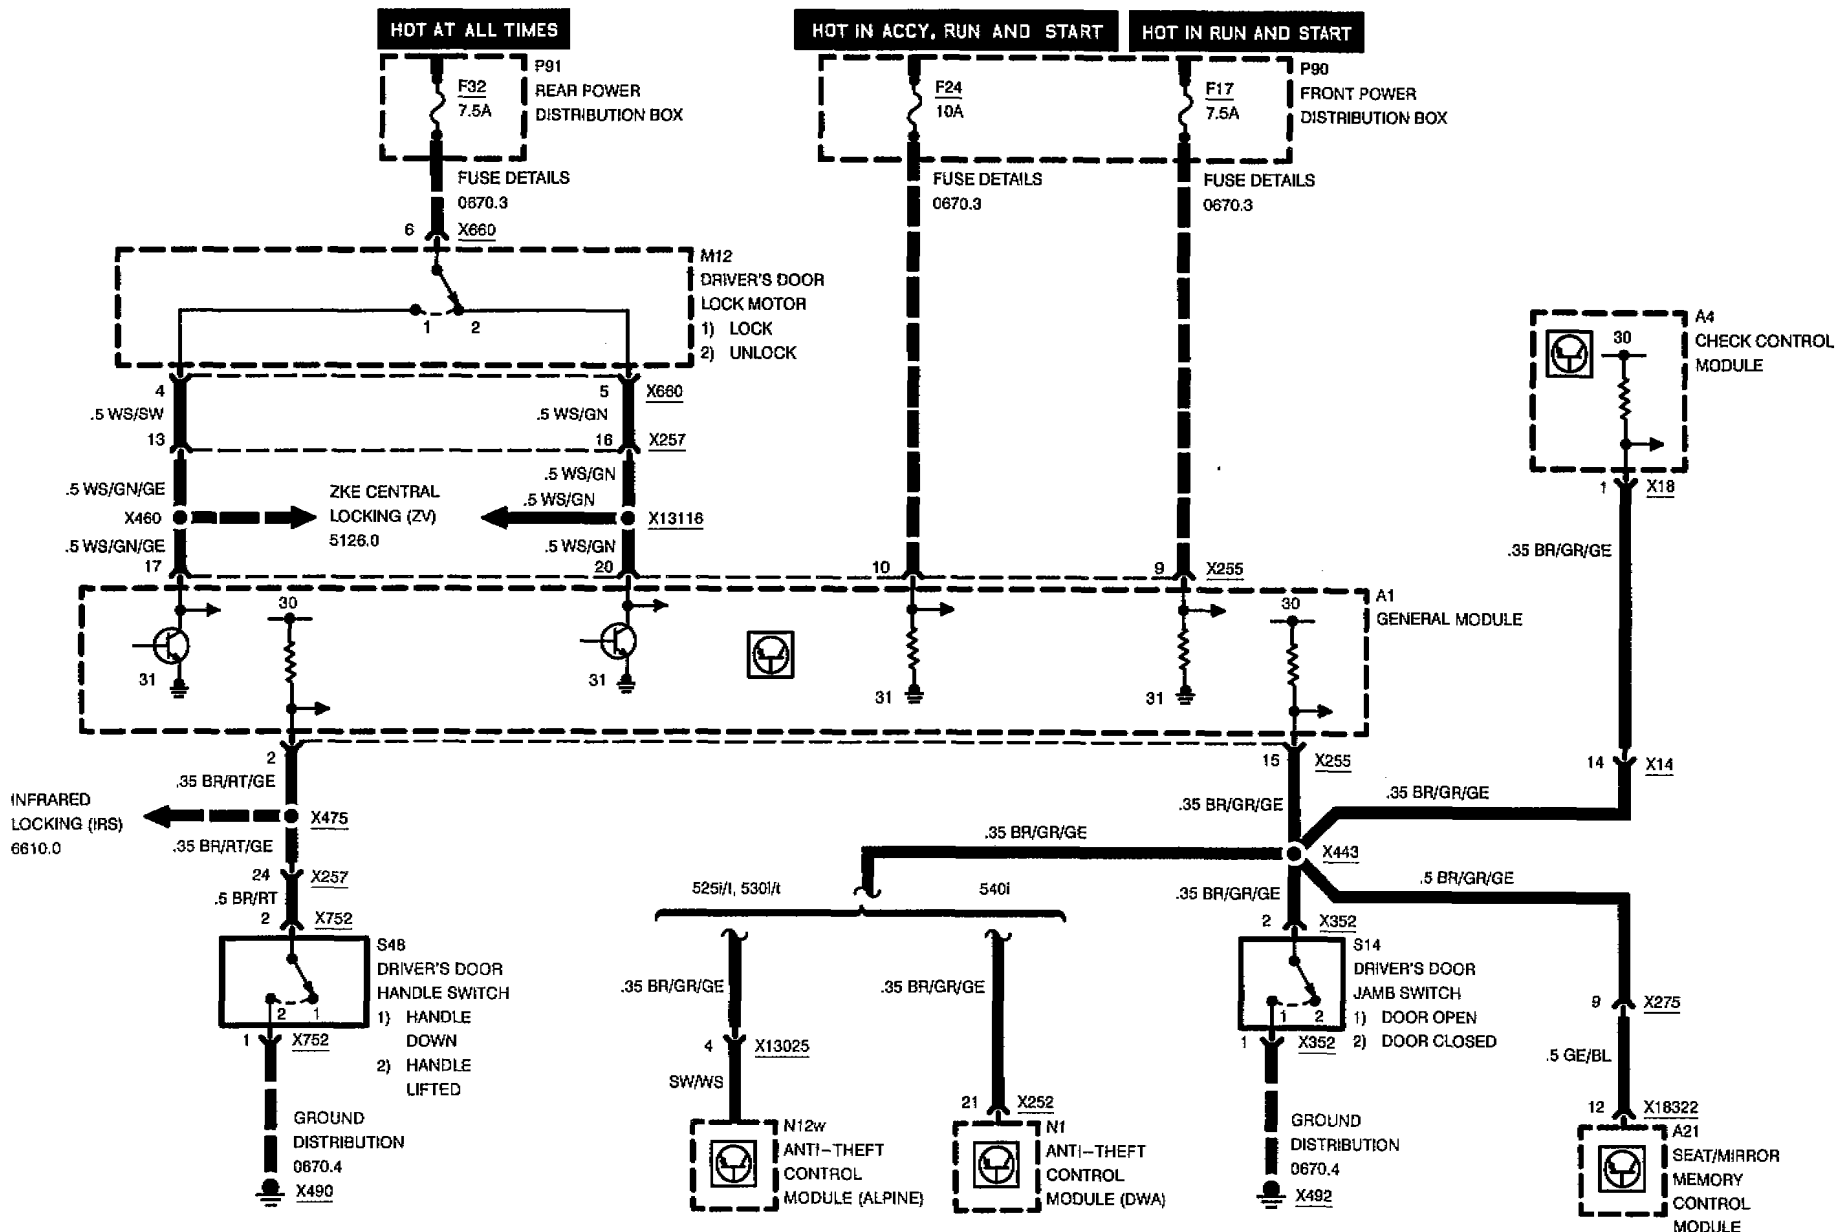 HOT AT ALL TIMES
HOT IN ACCY, RUN AND START
HOT IN RUN AND START
F32
7.5A
P91
REAR POWER
DISTRIBUTION BOX
F24
10A
F17
7.5A
P90
FRONT POWER
DISTRIBUTION BOX
FUSE DETAILS
0670.3
FUSE DETAILS
0670.3
FUSE DETAILS
0670.3
6
X660
M12
DRIVER'S DOOR
LOCK MOTOR
1) LOCK
2) UNLOCK
1
2
A4
CHECK CONTROL
MODULE
30
4
5
X660
.5 WS/SW
.5 WS/GN
13
16
X257
1
X18
.5 WS/GN/GE
.5 WS/GN
X460
ZKE CENTRAL
LOCKING (ZV)
5126.0
.5 WS/GN
X13116
.5 WS/GN/GE
.5 WS/GN
.35 BR/GR/GE
17
20
10
9
X255
A1
GENERAL MODULE
30
30
31
31
31
31
2
15
X255
14
X14
.35 BR/RT/GE
.35 BR/GR/GE
.35 BR/GR/GE
INFRARED
LOCKING (IRS)
6610.0
X475
.35 BR/RT/GE
.35 BR/GR/GE
X443
24
X257
525i/t, 530i/t
540i
.35 BR/GR/GE
.5 BR/GR/GE
.5 BR/RT
2
X752
2
X352
S48
DRIVER'S DOOR
HANDLE SWITCH
1) HANDLE
DOWN
2) HANDLE
LIFTED
2
1
.35 BR/GR/GE
.35 BR/GR/GE
S14
DRIVER'S DOOR
JAMB SWITCH
1) DOOR OPEN
2) DOOR CLOSED
1
2
9
X275
1
X752
4
X13025
1
X352
.5 GE/BL
SW/WS
21
X252
12
X18322
GROUND
DISTRIBUTION
0670.4
X490
N12w
ANTI-THEFT
CONTROL
MODULE (ALPINE)
N1
ANTI-THEFT
CONTROL
MODULE (DWA)
GROUND
DISTRIBUTION
0670.4
X492
A21
SEAT/MIRROR
MEMORY
CONTROL
MODULE